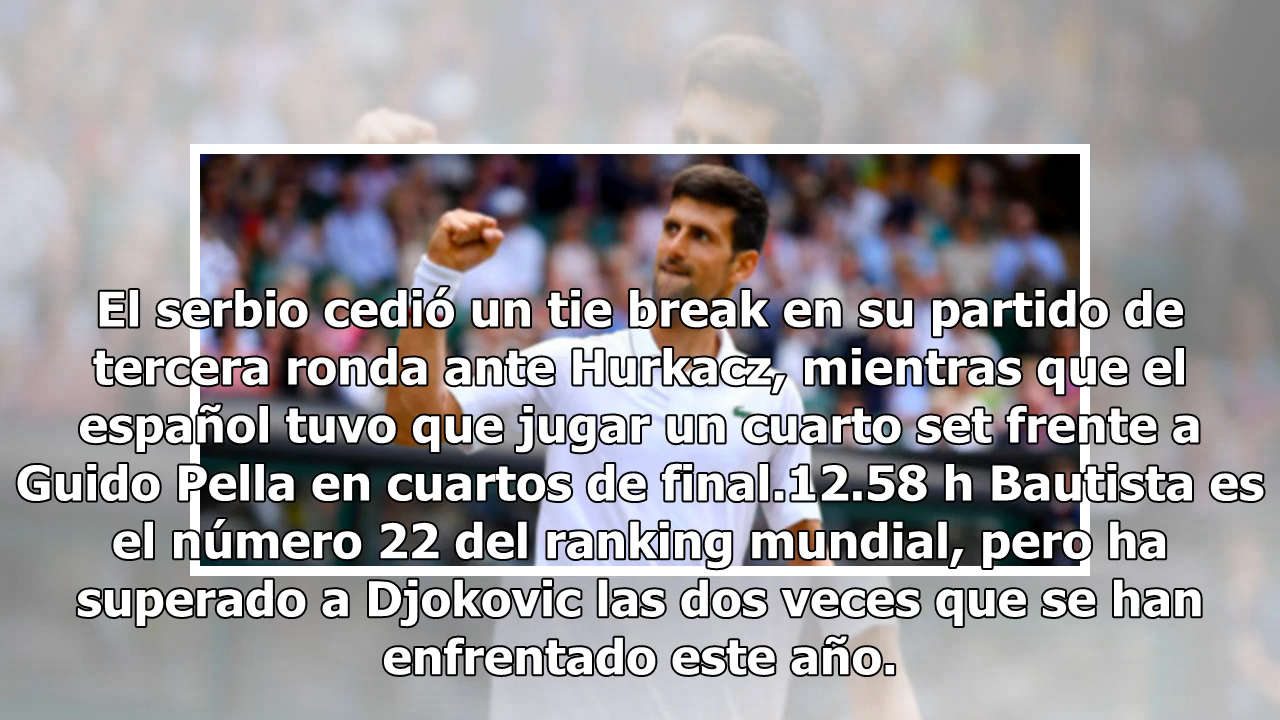 El serbio cedió un tie break en su partido de
tercera ronda ante Hurkacz, mientras que el
español tuvo que jugar un cuarto set frente a
Guido Pella en cuartos de final.12.58 h Bautista es
el número 22 del ranking mundial, pero ha
superado a Djokovic las dos veces que se han
enfrentado este año.